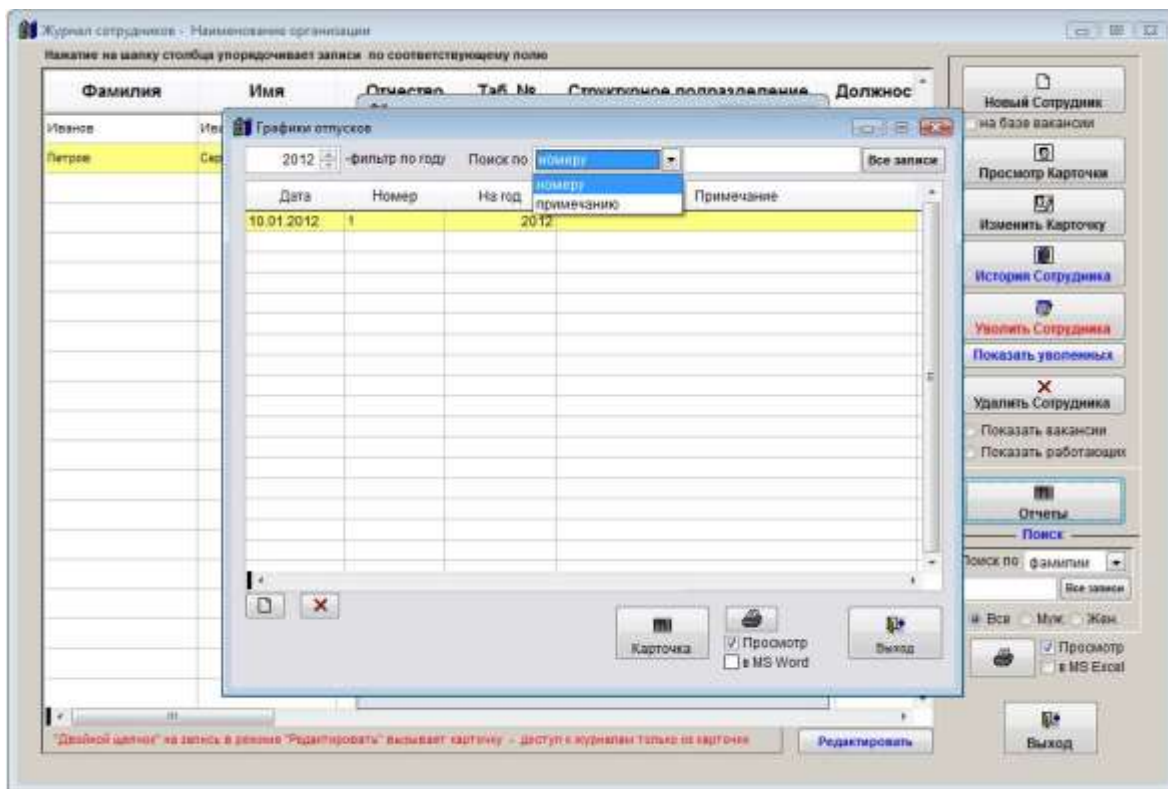 Журнал сотрудников - Наименование организации
Нажатие на шапку столбца упорядочивает записи по соответствующему полю
Фамилия Имя Отчество Таб. № Структурное подразделение Должнос
Иванов Ива
Петров Сер
Графики отпусков
2012 -фильтр по году Поиск по номеру Все записи
номеру
примечанию
Дата Номер На год Примечание
10.01.2012 1 2012
Карточка
Просмотр
в MS Word
Выход
Новый Сотрудник
на базе вакансии
Просмотр Карточки
Изменить Карточку
История Сотрудника
Уволить Сотрудника
Показать уволенных
Удалить Сотрудника
Показать вакансии
Показать работающих
Отчеты
Поиск
Поиск по фамилии
Все записи
Все Муж. Жен.
Просмотр
в MS Excel
Выход
"Двойной щелчок" на запись в режиме "Редактировать" вызывает карточку - доступ к журналам только из карточки
Редактировать